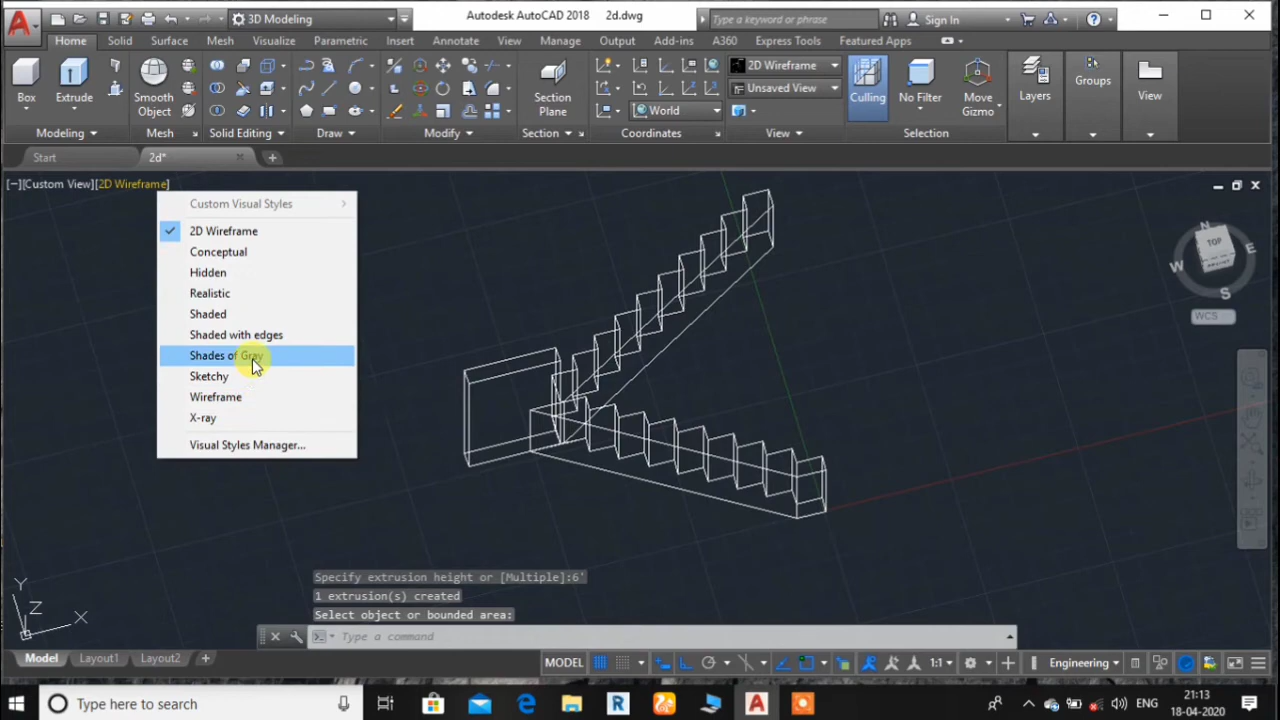 3D Modeling
Autodesk AutoCAD 2018 2d.dwg
Type a keyword or phrase
Sign In
Home Solid Surface Mesh Visualize Parametric Insert Annotate View Manage Output Add-ins A360 Express Tools Featured Apps
Box
Extrude
Smooth
Object
Section
Plane
World
2D Wireframe
Unsaved View
Culling
No Filter
Move
Gizmo
Layers
Groups
View
Modeling
Mesh
Solid Editing
Draw
Modify
Section
Coordinates
View
Selection
Start
2d*
[−][Custom View][2D Wireframe]
Custom Visual Styles
2D Wireframe
Conceptual
Hidden
Realistic
Shaded
Shaded with edges
Shades of Gray
Sketchy
Wireframe
X-ray
Visual Styles Manager...
N
W
E
S
TOP
WCS
Y
Z
X
Specify extrusion height or [Multiple]:6'
1 extrusion(s) created
Select object or bounded area:
Type a command
Model Layout1 Layout2
MODEL
1:1
Engineering
Type here to search
ENG
21:13
18-04-2020